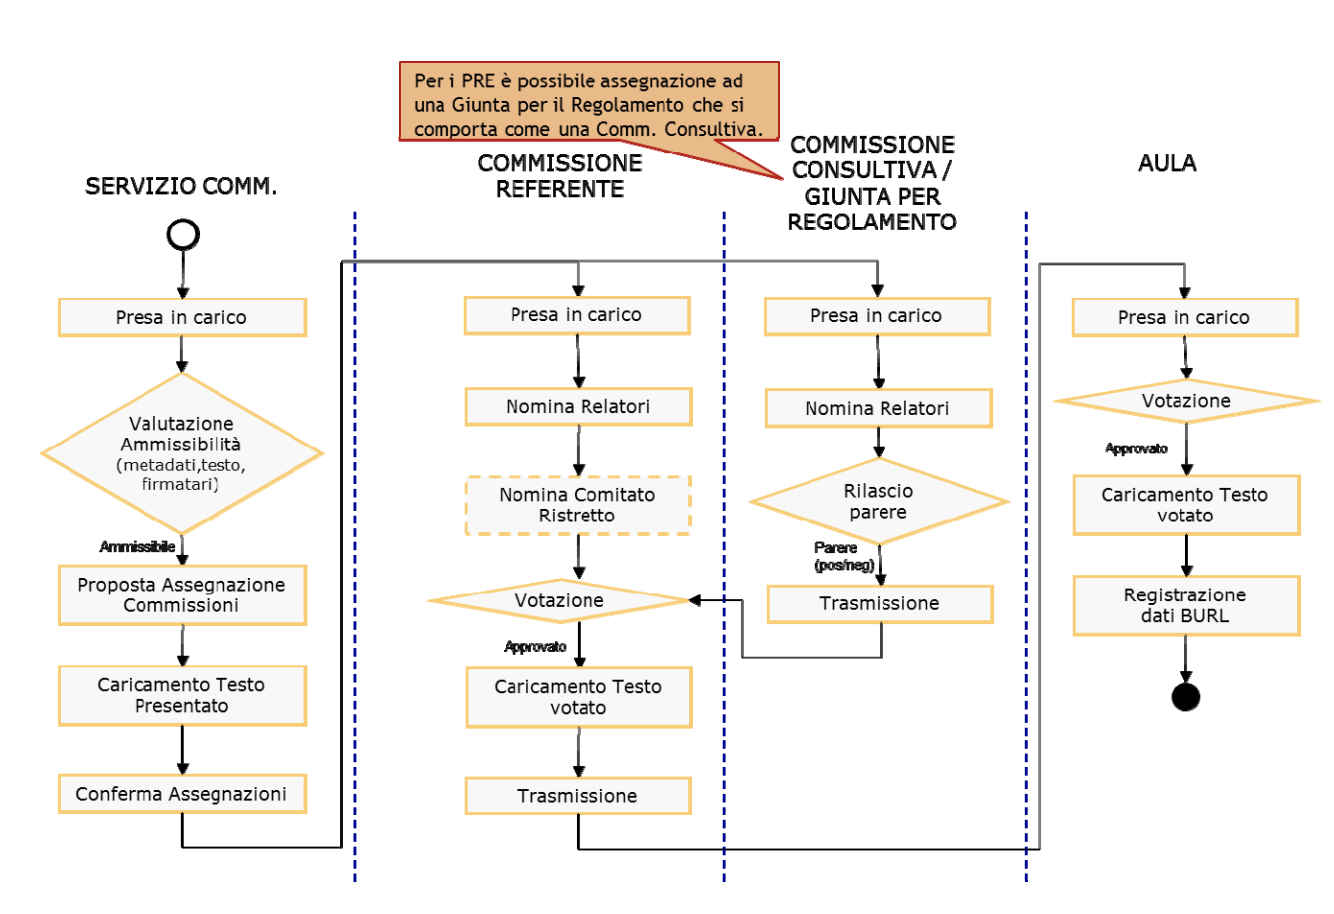 Per i PRE è possibile assegnazione ad
una Giunta per il Regolamento che si
comporta come una Comm. Consultiva.
SERVIZIO COMM.
Presa in carico
Valutazione
Ammissibilità
(metadati,testo,
firmatari)
Ammissibile
Proposta Assegnazione
Commissioni
Caricamento Testo
Presentato
Conferma Assegnazioni
COMMISSIONE
REFERENTE
Presa in carico
Nomina Relatori
Nomina Comitato
Ristretto
Votazione
Approvato
Caricamento Testo
votato
Trasmissione
COMMISSIONE
CONSULTIVA /
GIUNTA PER
REGOLAMENTO
Presa in carico
Nomina Relatori
Rilascio
parere
Parere
(pos/neg)
Trasmissione
AULA
Presa in carico
Votazione
Approvato
Caricamento Testo
votato
Registrazione
dati BURL